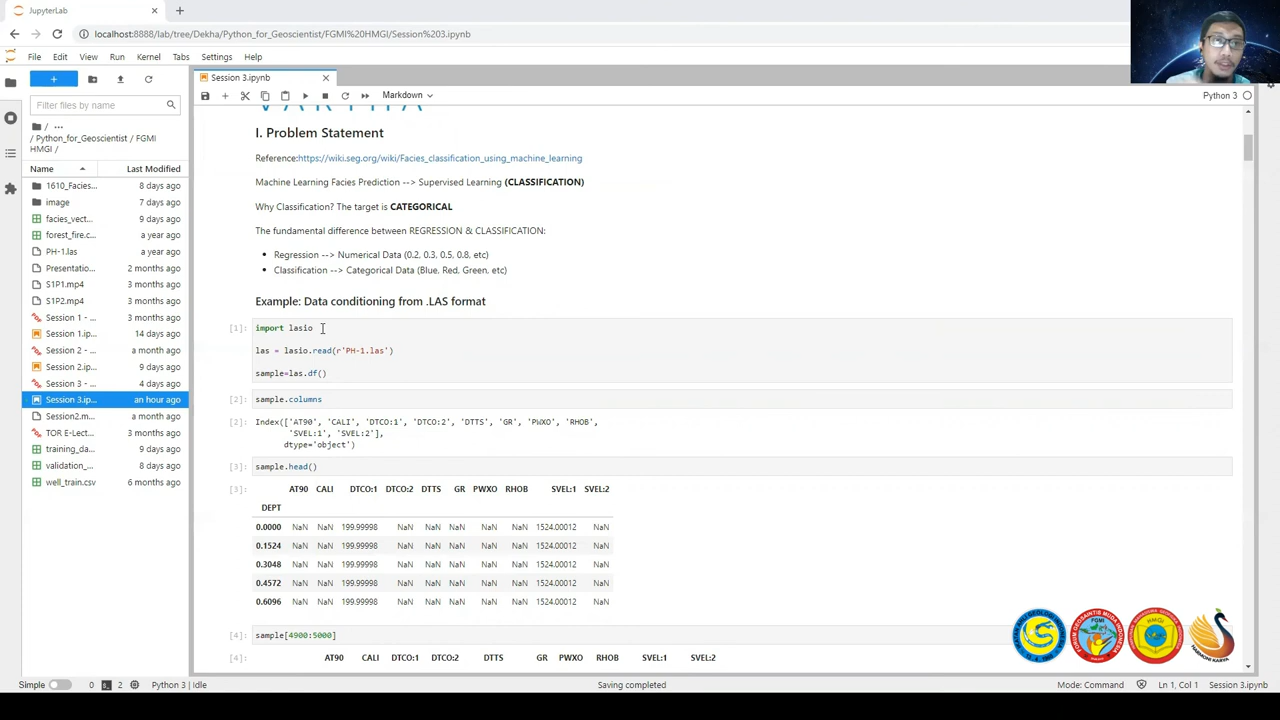 JupyterLab
localhost:8888/lab/tree/Dekha/Python_for_Geoscientist/FGMI%20HMGI/Session%203.ipynb
File Edit View Run Kernel Tabs Settings Help
Filter files by name
/ ...
/ Python_for_Geoscientist / FGMI
HMGI /
Name Last Modified
1610_Facies... 8 days ago
image 7 days ago
facies_vect... 9 days ago
forest_fire.c... a year ago
PH-1.las a year ago
Presentatio... 2 months ago
S1P1.mp4 3 months ago
S1P2.mp4 3 months ago
Session 1 - ... 3 months ago
Session 1.ip... 14 days ago
Session 2 - ... a month ago
Session 2.ip... 9 days ago
Session 3 - ... 4 days ago
Session 3.ip... an hour ago
Session2.m... a month ago
TOR E-Lect... 3 months ago
training_da... 9 days ago
validation_... 8 days ago
well_train.csv 6 months ago
Session 3.ipynb
Markdown Python 3
I. Problem Statement
Reference:https://wiki.seg.org/wiki/Facies_classification_using_machine_learning
Machine Learning Facies Prediction --> Supervised Learning (CLASSIFICATION)
Why Classification? The target is CATEGORICAL
The fundamental difference between REGRESSION & CLASSIFICATION:
• Regression --> Numerical Data (0.2, 0.3, 0.5, 0.8, etc)
• Classification --> Categorical Data (Blue, Red, Green, etc)
Example: Data conditioning from .LAS format
[1]: import lasio
las = lasio.read(r'PH-1.las')
sample=las.df()
[2]: sample.columns
[2]: Index(['AT90', 'CALI', 'DTCO:1', 'DTCO:2', 'DTTS', 'GR', 'PWXO', 'RHOB',
'SVEL:1', 'SVEL:2'],
dtype='object')
[3]: sample.head()
[3]: AT90 CALI DTCO:1 DTCO:2 DTTS GR PWXO RHOB SVEL:1 SVEL:2
DEPT
0.0000 NaN NaN 199.99998 NaN NaN NaN NaN NaN 1524.00012 NaN
0.1524 NaN NaN 199.99998 NaN NaN NaN NaN NaN 1524.00012 NaN
0.3048 NaN NaN 199.99998 NaN NaN NaN NaN NaN 1524.00012 NaN
0.4572 NaN NaN 199.99998 NaN NaN NaN NaN NaN 1524.00012 NaN
0.6096 NaN NaN 199.99998 NaN NaN NaN NaN NaN 1524.00012 NaN
[4]: sample[4900:5000]
[4]: AT90 CALI DTCO:1 DTCO:2 DTTS GR PWXO RHOB SVEL:1 SVEL:2
FGMI
HMGI
HARMONI KARYA
Simple 0 2 Python 3 | Idle Saving completed Mode: Command Ln 1, Col 1 Session 3.ipynb